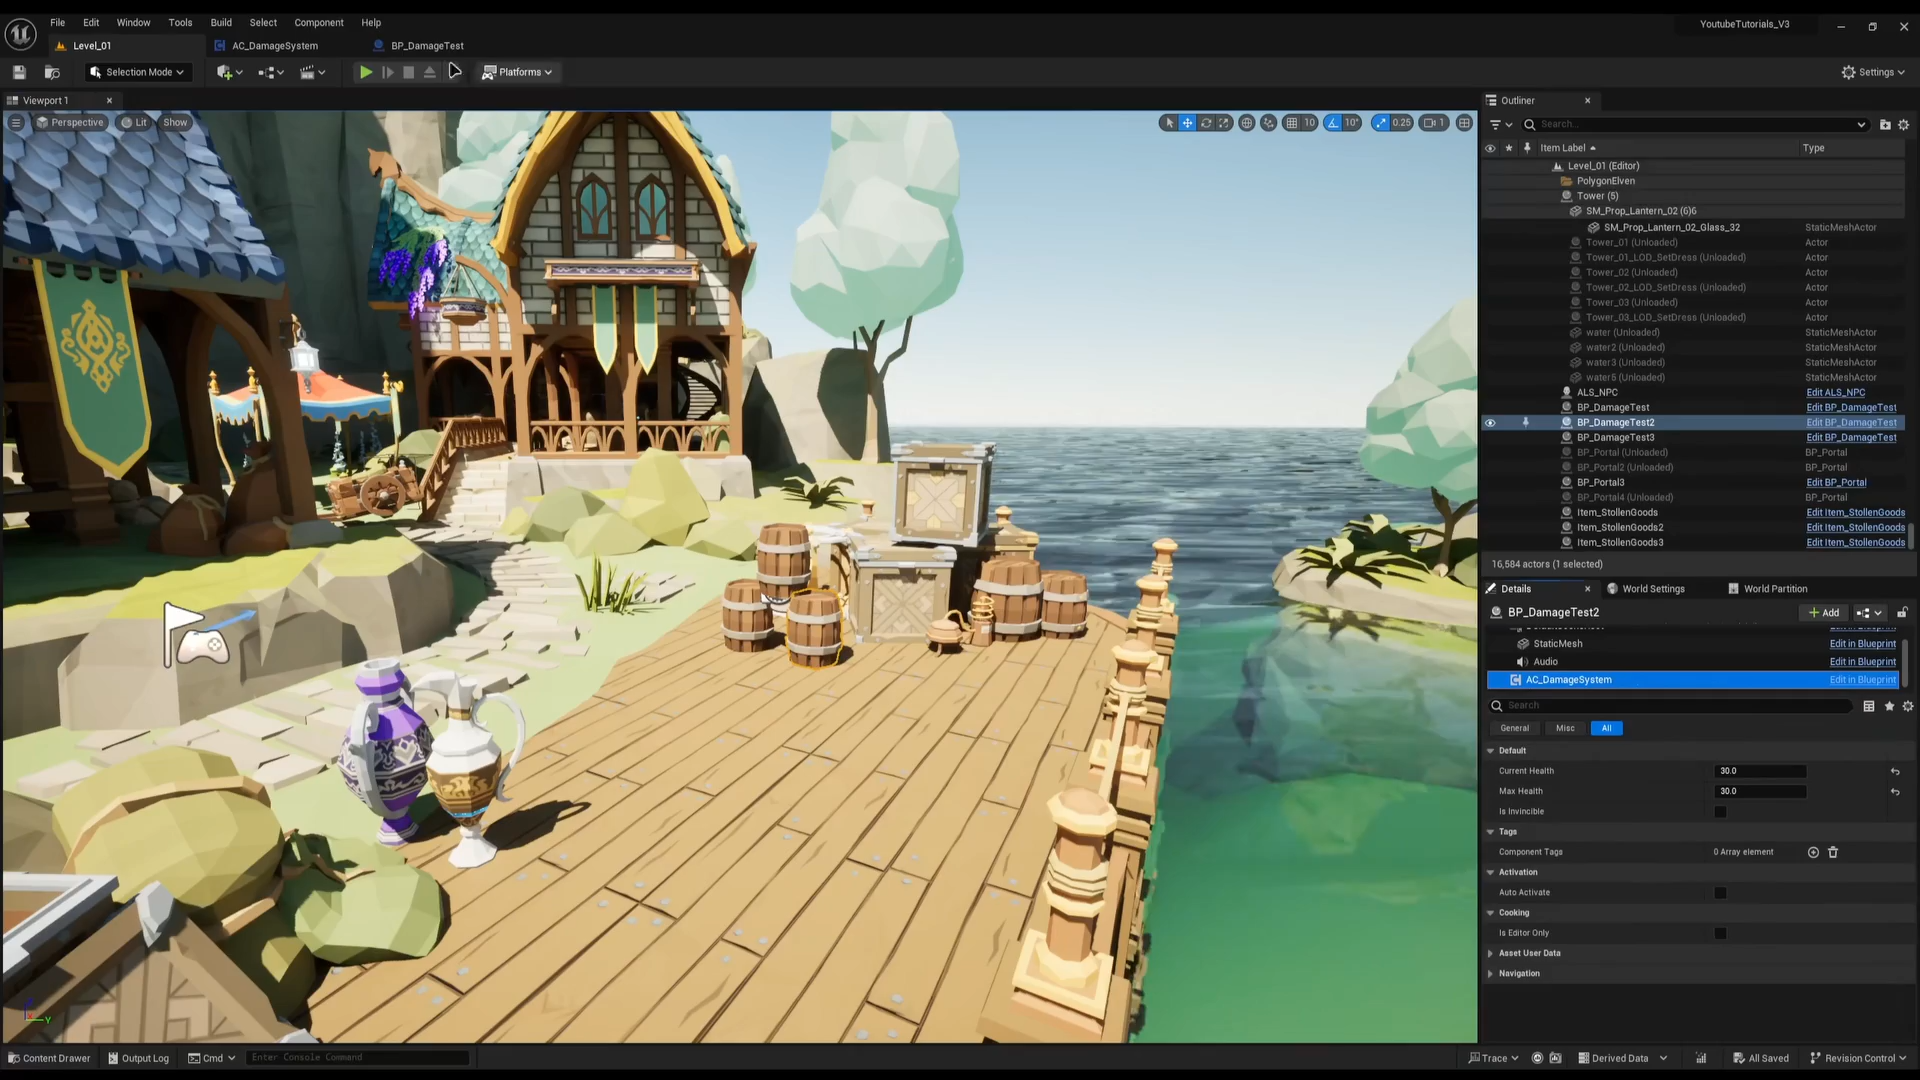 File Edit Window Tools Build Select Component Help
YoutubeTutorials_V3
Level_01 AC_DamageSystem BP_DamageTest
Selection Mode Platforms Settings
Viewport 1
Perspective Lit Show
10 10° 0.25 1
Outliner
Search...
Item Label Type
Level_01 (Editor)
PolygonElven
Tower (5)
SM_Prop_Lantern_02 (6)6
SM_Prop_Lantern_02_Glass_32 StaticMeshActor
Tower_01 (Unloaded) Actor
Tower_01_LOD_SetDress (Unloaded) Actor
Tower_02 (Unloaded) Actor
Tower_02_LOD_SetDress (Unloaded) Actor
Tower_03 (Unloaded) Actor
Tower_03_LOD_SetDress (Unloaded) Actor
water (Unloaded) StaticMeshActor
water2 (Unloaded) StaticMeshActor
water3 (Unloaded) StaticMeshActor
water5 (Unloaded) StaticMeshActor
ALS_NPC Edit ALS_NPC
BP_DamageTest Edit BP_DamageTest
BP_DamageTest2 Edit BP_DamageTest
BP_DamageTest3 Edit BP_DamageTest
BP_Portal (Unloaded) BP_Portal
BP_Portal2 (Unloaded) BP_Portal
BP_Portal3 Edit BP_Portal
BP_Portal4 (Unloaded) BP_Portal
Item_StollenGoods Edit Item_StollenGoods
Item_StollenGoods2 Edit Item_StollenGoods
Item_StollenGoods3 Edit Item_StollenGoods
16,584 actors (1 selected)
Details World Settings World Partition
BP_DamageTest2 Add
StaticMesh Edit in Blueprint
Audio Edit in Blueprint
AC_DamageSystem Edit in Blueprint
Search
General Misc All
Default
Current Health 30.0
Max Health 30.0
Is Invincible
Tags
Component Tags 0 Array element
Activation
Auto Activate
Cooking
Is Editor Only
Asset User Data
Navigation
Y
Content Drawer Output Log Cmd Enter Console Command Trace Derived Data All Saved Revision Control